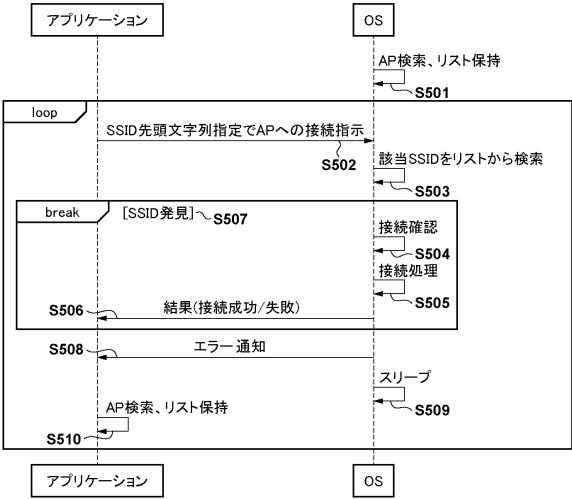 アプリケーション
OS
AP検索、リスト保持
S501
loop
SSID先頭文字列指定でAPへの接続指示
S502
該当SSIDをリストから検索
S503
break
[SSID発見]
S507
接続確認
S504
接続処理
S505
結果(接続成功/失敗)
S506
エラー通知
S508
スリープ
S509
AP検索、リスト保持
S510
アプリケーション
OS